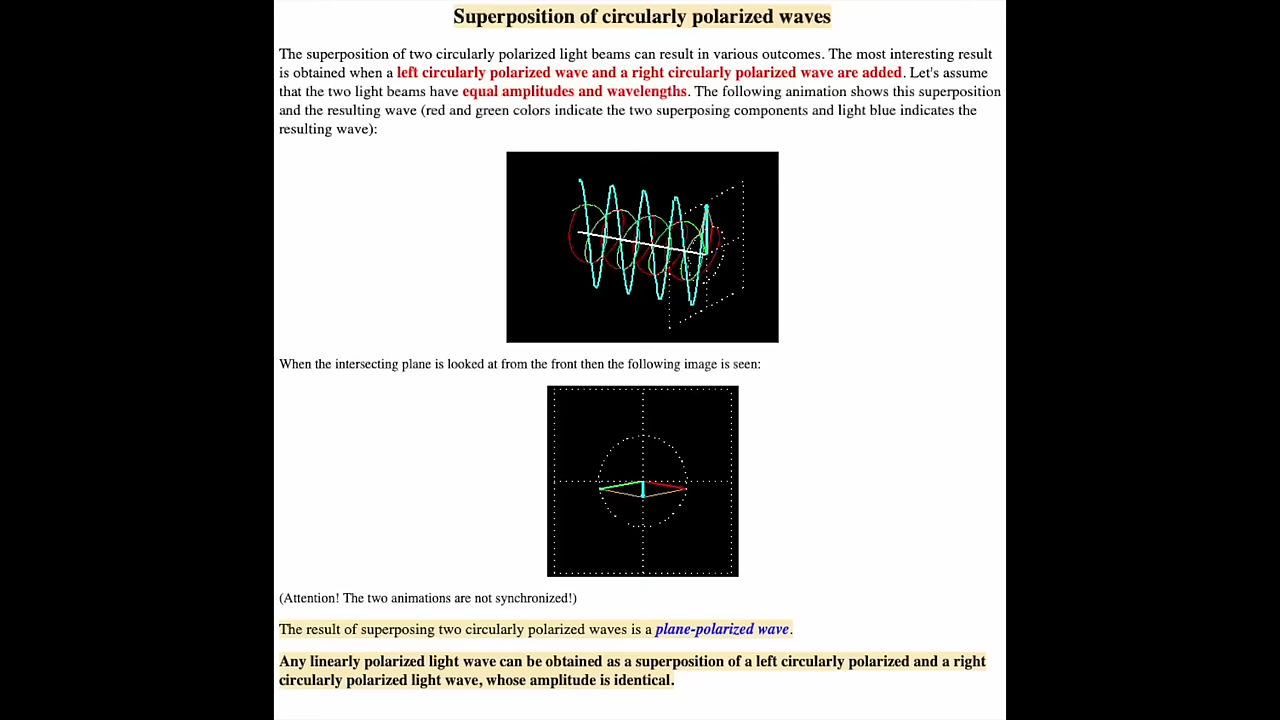 Superposition of circularly polarized waves
The superposition of two circularly polarized light beams can result in various outcomes. The most interesting result
is obtained when a left circularly polarized wave and a right circularly polarized wave are added. Let's assume
that the two light beams have equal amplitudes and wavelengths. The following animation shows this superposition
and the resulting wave (red and green colors indicate the two superposing components and light blue indicates the
resulting wave):
When the intersecting plane is looked at from the front then the following image is seen:
(Attention! The two animations are not synchronized!)
The result of superposing two circularly polarized waves is a plane-polarized wave.
Any linearly polarized light wave can be obtained as a superposition of a left circularly polarized and a right
circularly polarized light wave, whose amplitude is identical.